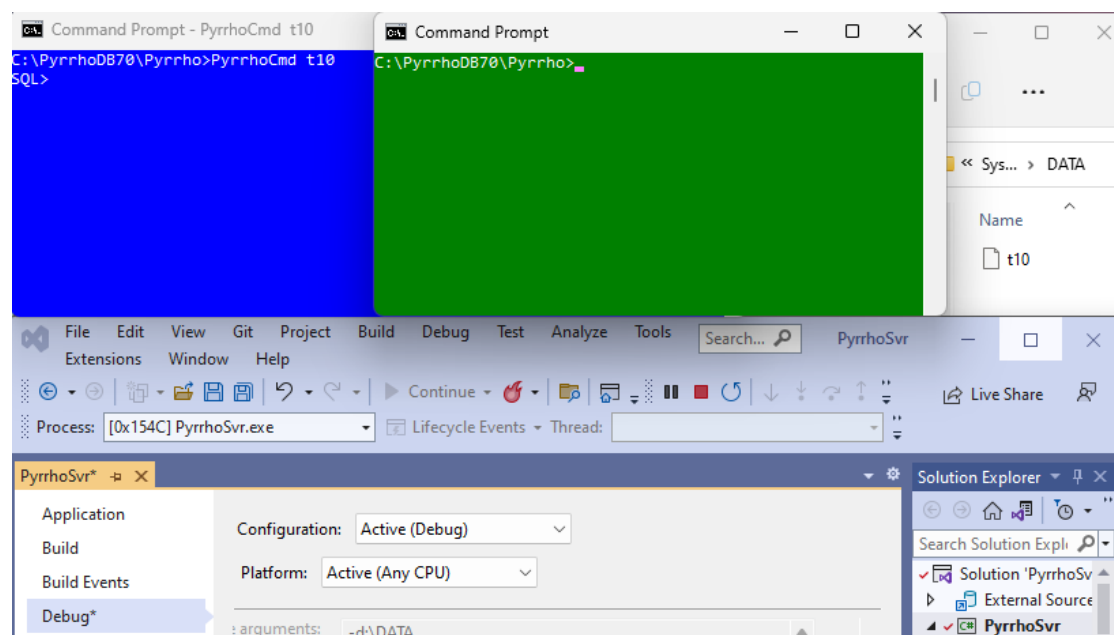 Command Prompt - PyrrhoCmd t10
C:\PyrrhoDB70\Pyrrho>PyrrhoCmd t10
SQL>
Command Prompt
C:\PyrrhoDB70\Pyrrho>
« Sys... > DATA
Name
t10
File Edit View Git Project Build Debug Test Analyze Tools Search... PyrrhoSvr
Extensions Window Help
Continue Live Share
Process: [0x154C] PyrrhoSvr.exe Lifecycle Events Thread:
PyrrhoSvr* Solution Explorer
Application
Configuration: Active (Debug)
Build
Search Solution Expl
Platform: Active (Any CPU)
Build Events
Solution 'PyrrhoSv
External Source
Debug*
arguments: -d:\DATA
C# PyrrhoSvr